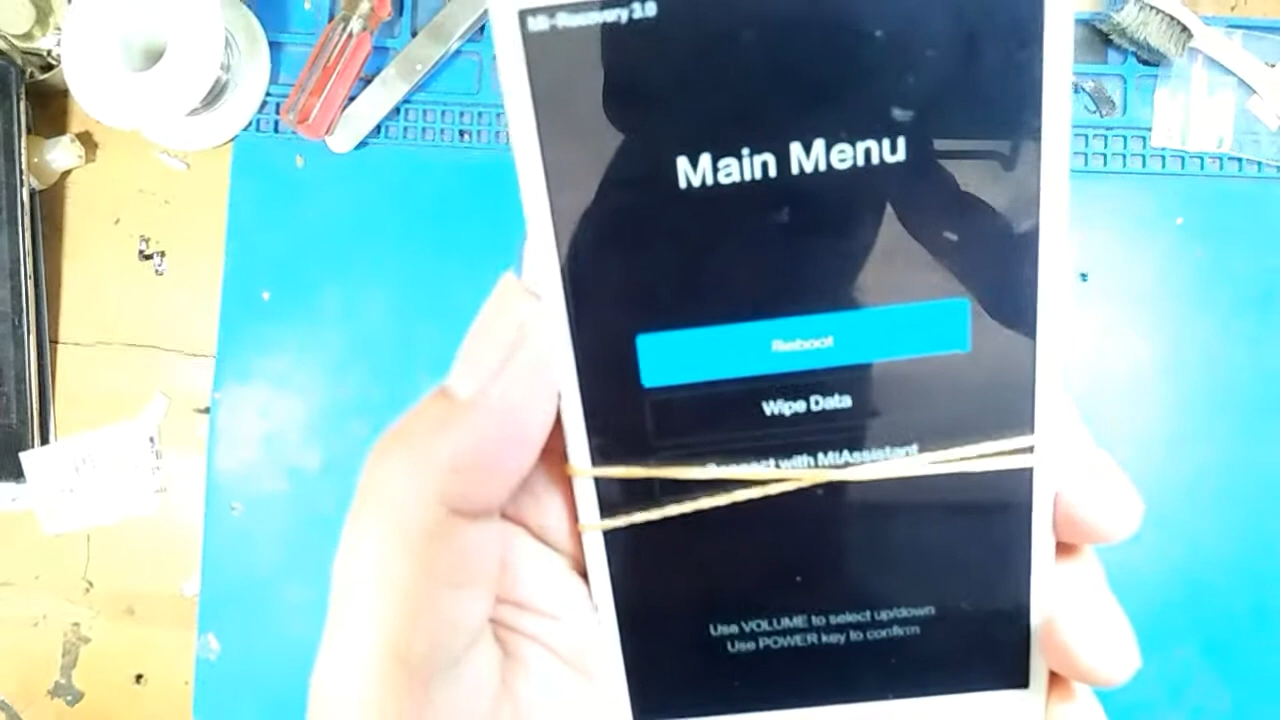 Mi-Recovery 3.0
Main Menu
Reboot
Wipe Data
Connect with MIAssistant
Use VOLUME to select up/down
Use POWER key to confirm